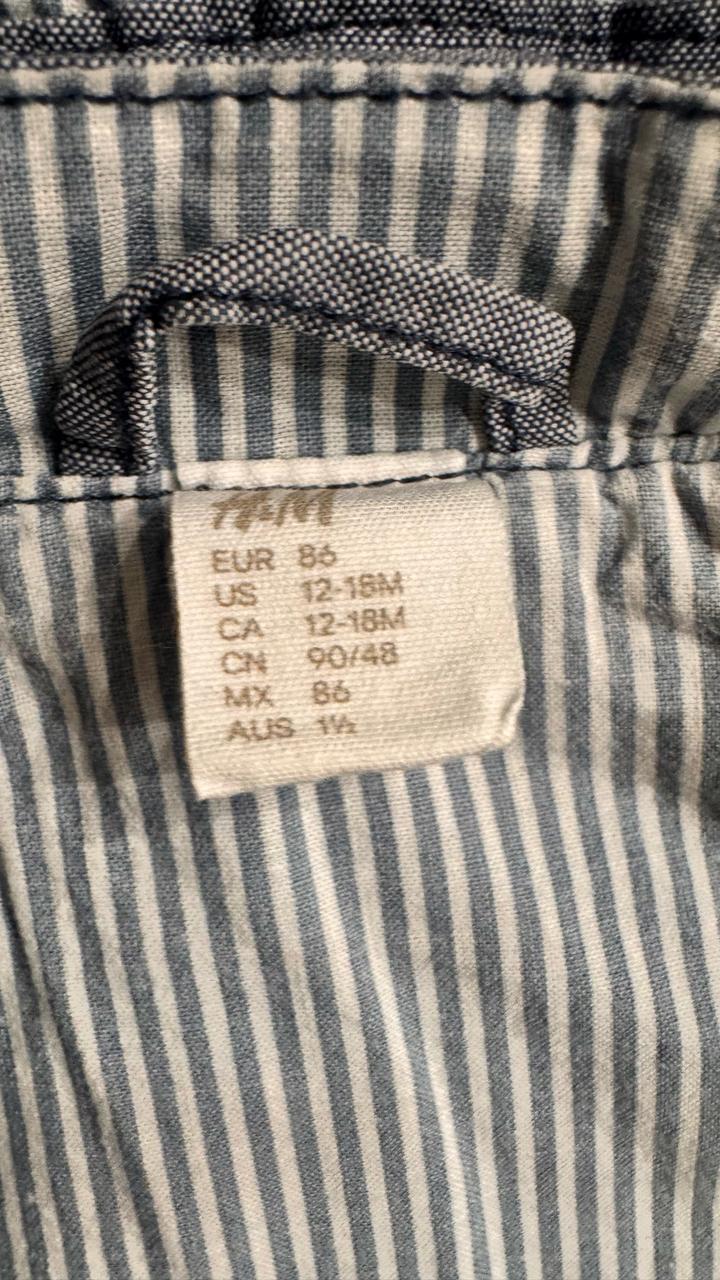 H&M
EUR 86
US 12-18M
CA 12-18M
CN 90/48
MX 86
AUS 1½